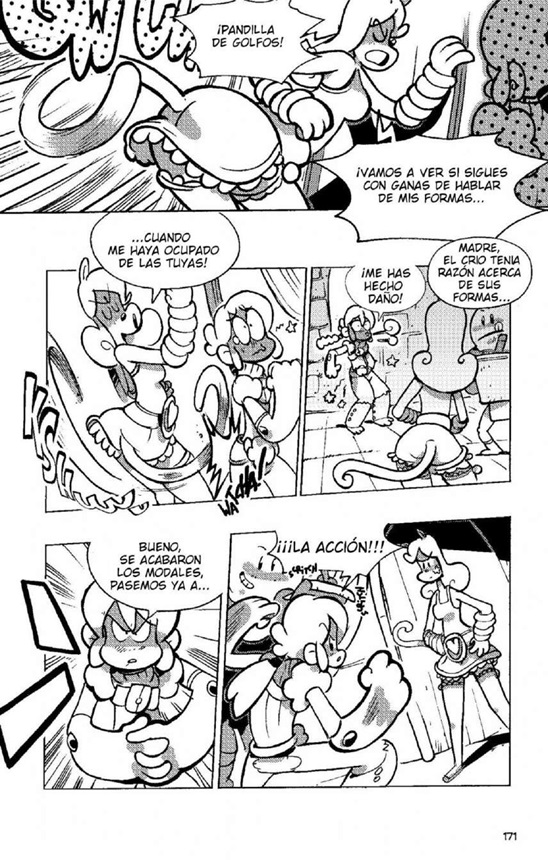 ¡PANDILLA
DE GOLFOS!
¡VAMOS A VER SI SIGUES
CON GANAS DE HABLAR
DE MIS FORMAS...
...CUANDO
ME HAYA OCUPADO
DE LAS TUYAS!
¡ME HAS
HECHO
DAÑO!
MADRE,
EL CRIO TENIA
RAZÓN ACERCA
DE SUS
FORMAS...
WATCHA!
BUENO,
SE ACABARON
LOS MODALES,
PASEMOS YA A...
¡¡¡LA ACCIÓN!!!
171